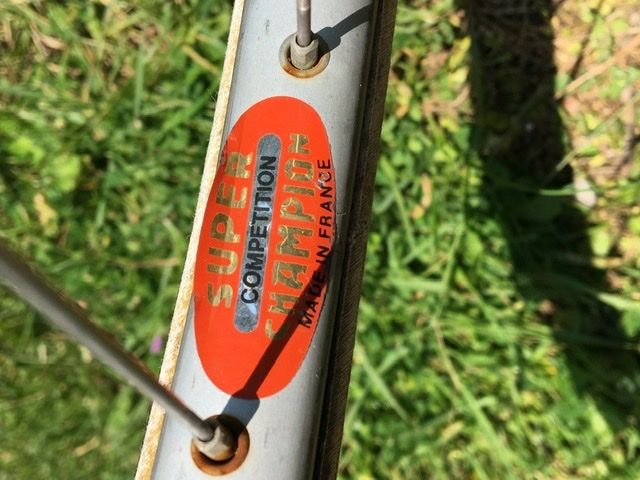 SUPER
COMPETITION
CHAMPION
MADE IN FRANCE